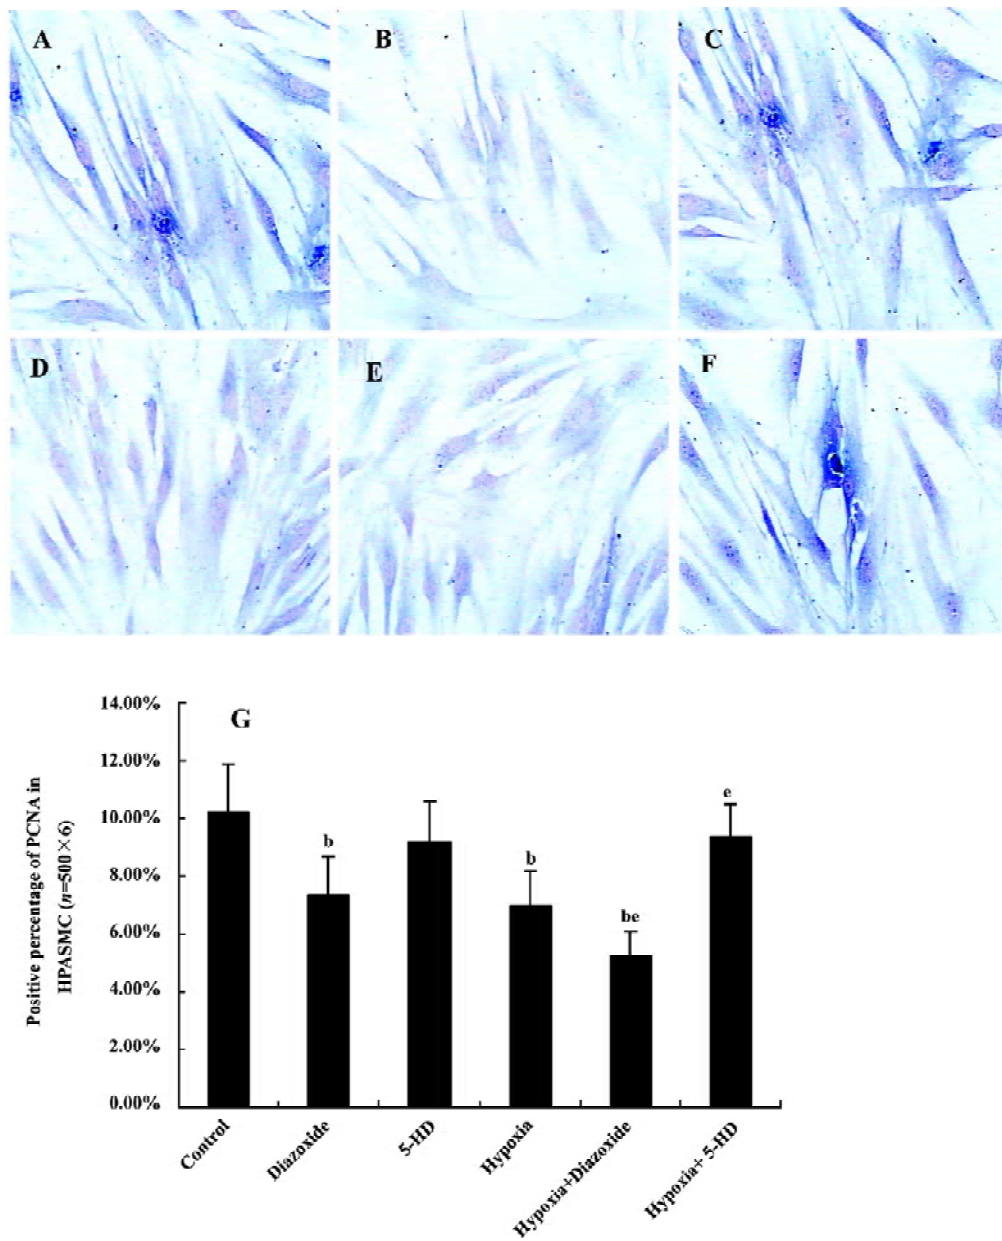 A
B
C
D
E
F
G
Positive percentage of PCNA in
HPASMC (n=500×6)
14.00%
12.00%
10.00%
8.00%
6.00%
4.00%
2.00%
0.00%
b
b
be
e
Control
Diazoxide
5-HD
Hypoxia
Hypoxia+Diazoxide
Hypoxia+ 5-HD